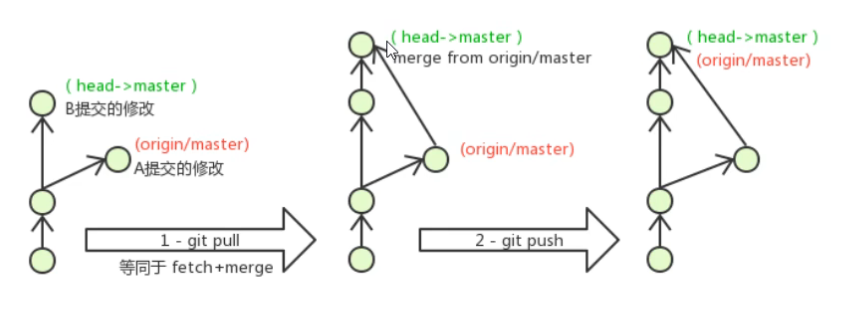 ( head->master )
B提交的修改
(origin/master)
A提交的修改
1 - git pull
等同于 fetch+merge
( head->master )
merge from origin/master
(origin/master)
2 - git push
( head->master )
(origin/master)